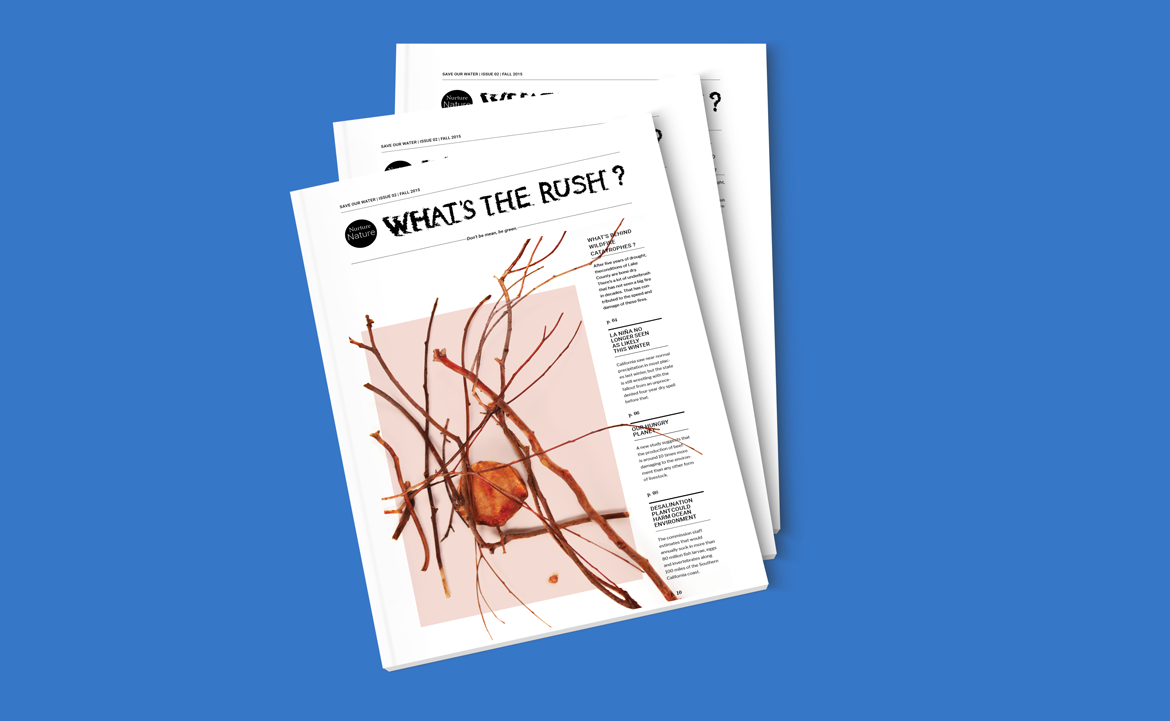 SAVE OUR WATER | ISSUE 02 | FALL 2015
Nurture
Nature
?
SAVE OUR WATER | ISSUE 02 | FALL 2015
SAVE OUR WATER | ISSUE 02 | FALL 2015
Nurture
Nature
WHAT'S THE RUSH ?
Don't be mean, be green.
WHAT'S BEHIND
WILDFIRE
CATASTROPHES ?
After five years of drought,
theconditions of Lake
County are bone dry.
There's a lot of underbrush
that has not seen a big fire
in decades. That has con-
tributed to the speed and
damage of these fires.
p. 04
LA NIÑA NO
LONGER SEEN
AS LIKELY
THIS WINTER
California saw near-normal
precipitation in most plac-
es last winter, but the state
is still wrestling with the
fallout from an unprece-
dented four-year dry spell
before that.
p. 06
OUR HUNGRY
PLANET
A new study suggests that
the production of beef
is around 10 times more
damaging to the environ-
ment than any other form
of livestock.
DESALINATION
PLANT COULD
HARM OCEAN
ENVIRONMENT
The commission staff
estimates that would
annually suck in more than
80 million fish larvae, eggs
and invertebrates along
100 miles of the Southern
California coast.
16